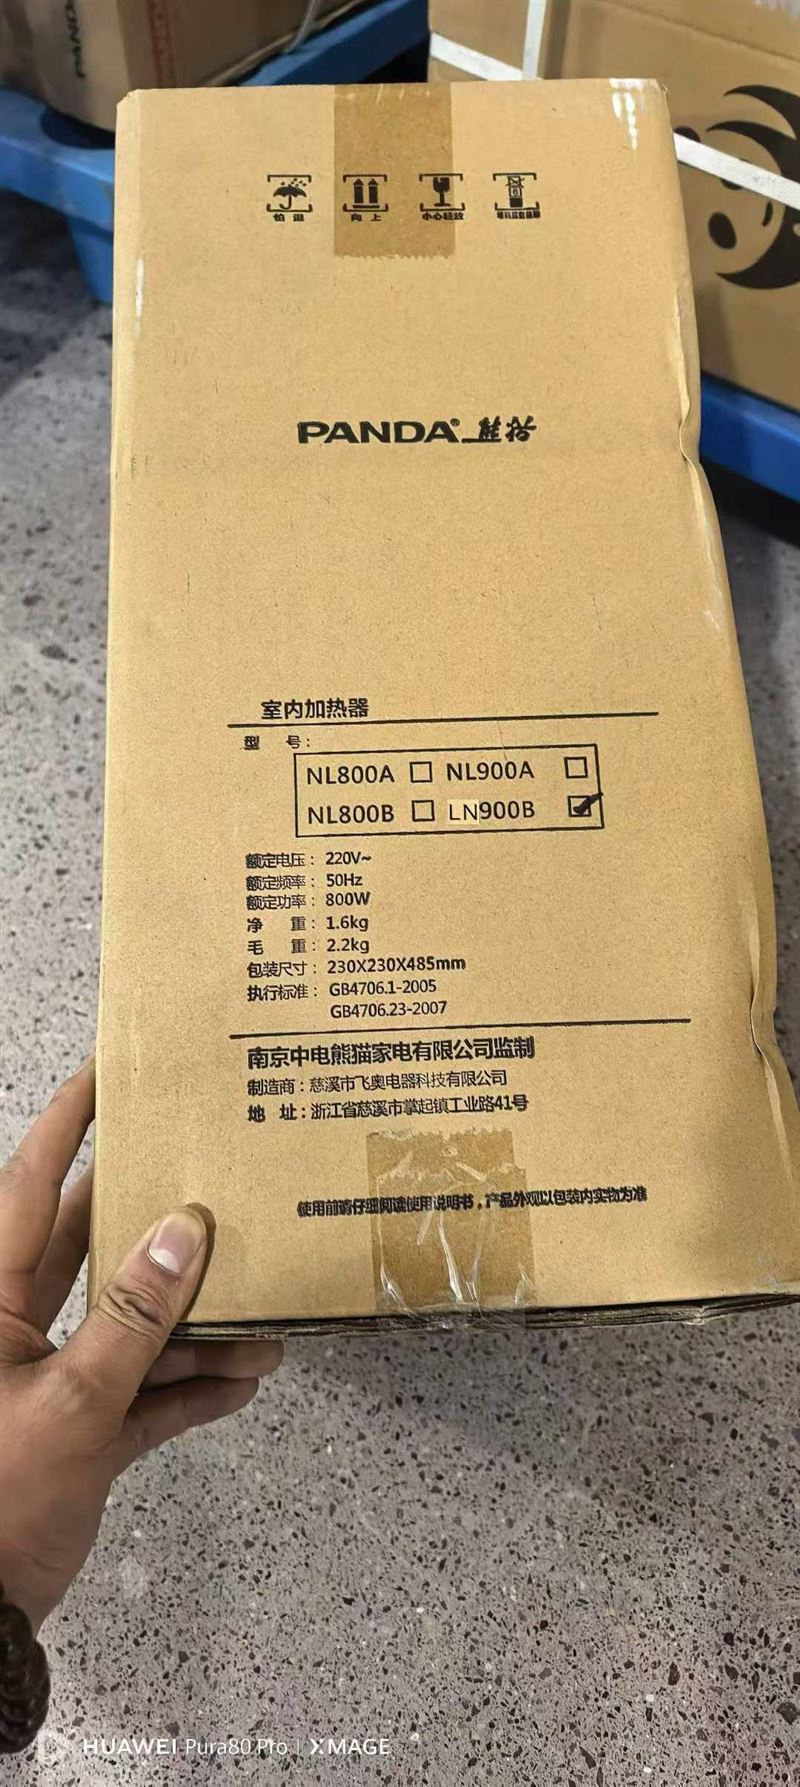 怕 湿
向 上
小心轻放
堆码层数极限
PANDA® 熊猫
室内加热器
型 号:
NL800A □ NL900A □
NL800B □ LN900B ☑
额定电压: 220V~
额定频率: 50Hz
额定功率: 800W
净 重: 1.6kg
毛 重: 2.2kg
包装尺寸: 230X230X485mm
执行标准: GB4706.1-2005
GB4706.23-2007
南京中电熊猫家电有限公司监制
制造商:慈溪市飞奥电器科技有限公司
地 址:浙江省慈溪市掌起镇工业路41号
使用前请仔细阅读使用说明书,产品外观以包装内实物为准
HUAWEI Pura80 Pro | XMAGE